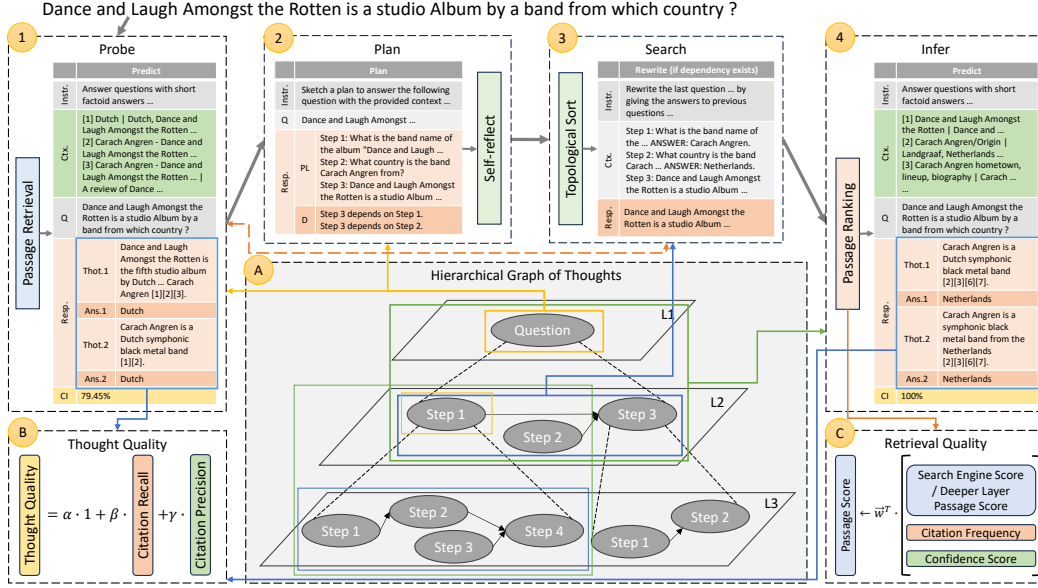 Dance and Laugh Amongst the Rotten is a studio Album by a band from which country ?
1
Probe
Passage Retrieval
Predict
Instr.
Answer questions with short
factoid answers ...
Ctx.
[1] Dutch | Dutch, Dance and
Laugh Amongst the Rotten ...
[2] Carach Angren - Dance and
Laugh Amongst the Rotten ...
[3] Carach Angren - Dance and
Laugh Amongst the Rotten ... |
A review of Dance ...
Q
Dance and Laugh Amongst the
Rotten is a studio Album by a
band from which country ?
Resp.
Thot.1
Dance and Laugh
Amongst the Rotten is
the fifth studio album
by Dutch ... Carach
Angren [1][2][3].
Ans.1
Dutch
Thot.2
Carach Angren is a
Dutch symphonic
black metal band
[1][2].
Ans.2
Dutch
CI
79.45%
2
Plan
Plan
Instr.
Sketch a plan to answer the following
question with the provided context ...
Q
Dance and Laugh Amongst ...
Resp.
PL
Step 1: What is the band name of
the album "Dance and Laugh ...
Step 2: What country is the band
Carach Angren from?
Step 3: Dance and Laugh Amongst
the Rotten is a studio Album ...
D
Step 3 depends on Step 1.
Step 3 depends on Step 2.
Self-reflect
3
Search
Topological Sort
Rewrite (if dependency exists)
Instr.
Rewrite the last question ... by
giving the answers to previous
questions ...
Ctx.
Step 1: What is the band name of
the ... ANSWER: Carach Angren.
Step 2: What country is the band
Carach ... ANSWER: Netherlands.
Step 3: Dance and Laugh Amongst
the Rotten is a studio Album ...
Resp.
Dance and Laugh Amongst the
Rotten is a studio Album ...
4
Infer
Passage Ranking
Predict
Instr.
Answer questions with short
factoid answers ...
Ctx.
[1] Dance and Laugh Amongst
the Rotten | Dance and ...
[2] Carach Angren/Origin |
Landgraf, Netherlands ...
[3] Carach Angren hometown,
lineup, biography | Carach ...
...
Q
Dance and Laugh Amongst the
Rotten is a studio Album by a
band from which country ?
Resp.
Thot.1
Carach Angren is a
Dutch symphonic
black metal band
[2][3][6][7].
Ans.1
Netherlands
Thot.2
Carach Angren is a
symphonic black
metal band from the
Netherlands
[2][3][6][7].
Ans.2
Netherlands
CI
100%
A
Hierarchical Graph of Thoughts
L1
Question
L2
Step 1
Step 2
Step 3
L3
Step 1
Step 2
Step 3
Step 4
Step 1
Step 2
B
Thought Quality
Thought Quality
= α · 1 + β ·
Citation Recall
+γ ·
Citation Precision
C
Retrieval Quality
Passage Score
← w⃗ᵀ ·
Search Engine Score
/ Deeper Layer
Passage Score
Citation Frequency
Confidence Score